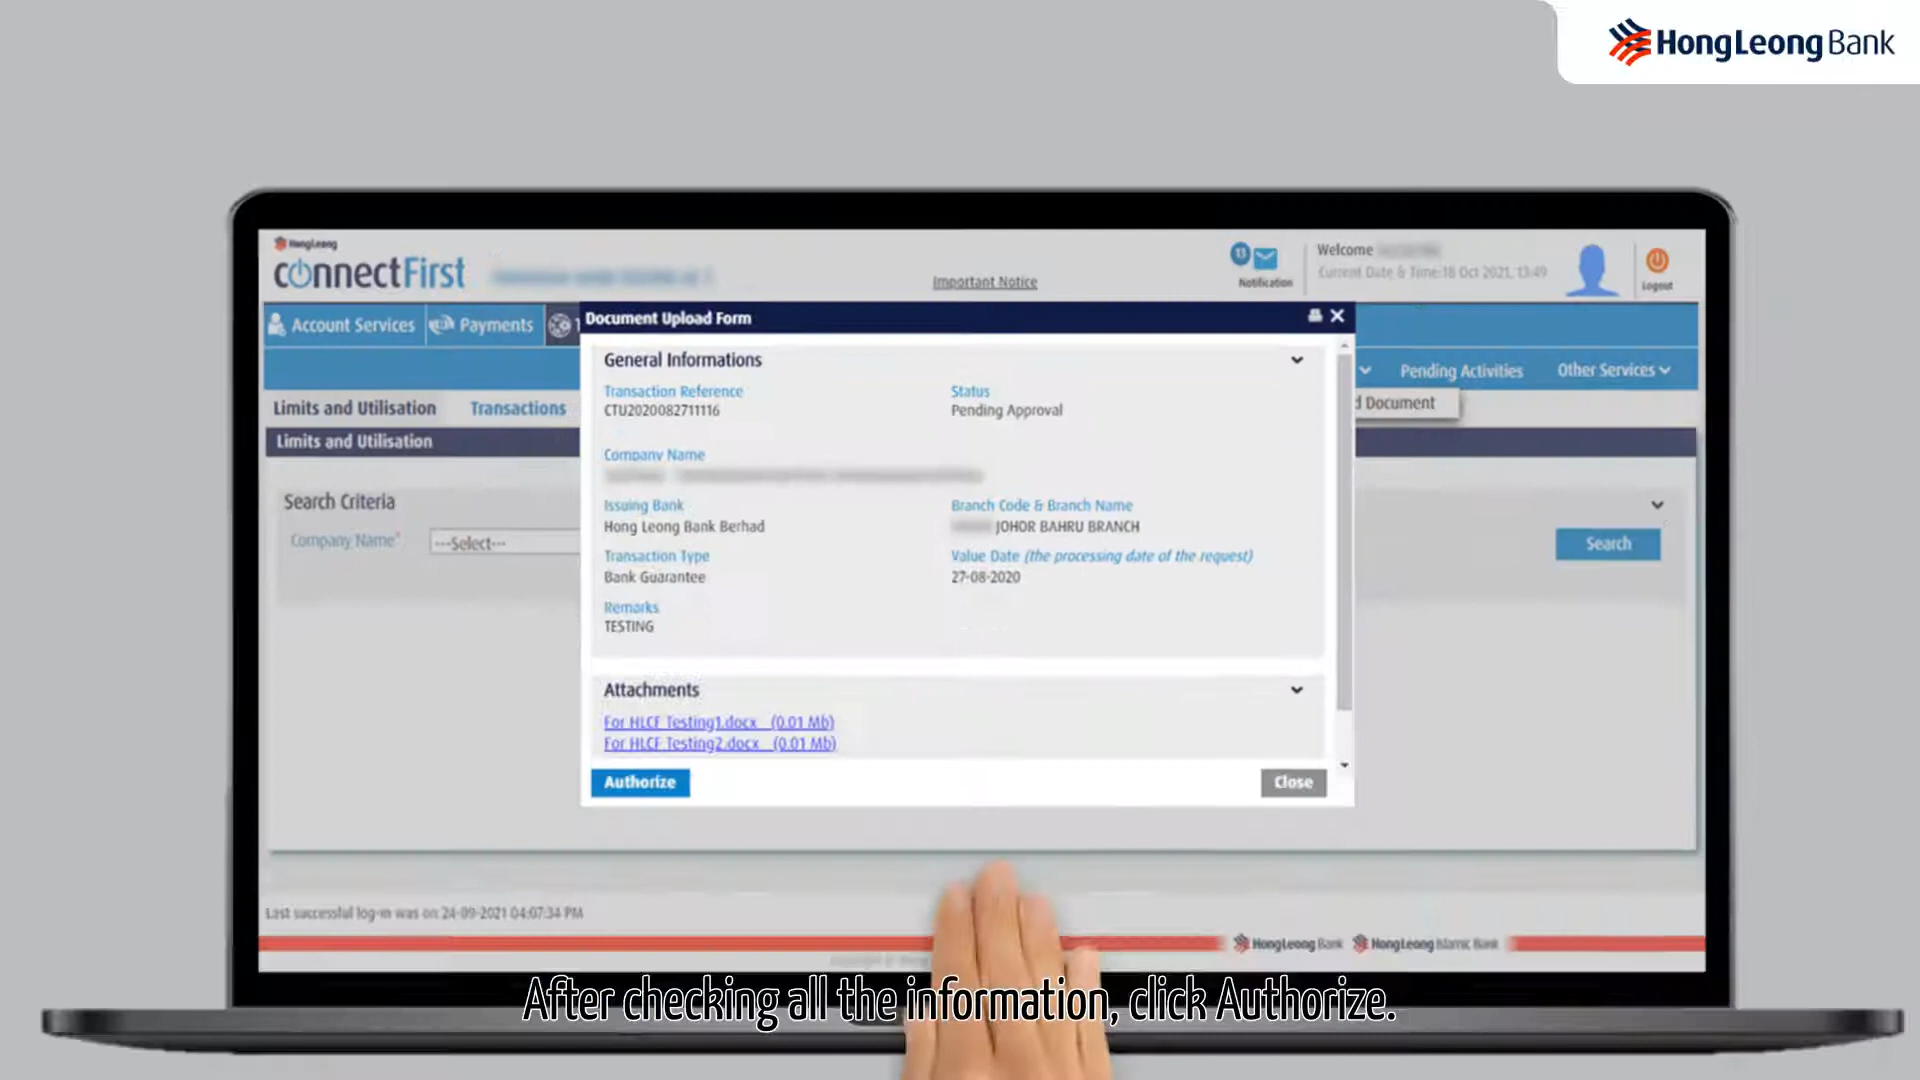 HongLeong Bank
HongLeong
connectFirst
Important Notice
13
Notification
Welcome
Current Date & Time:18 Oct 2021, 13:49
Logout
Account Services
Payments
T
Document Upload Form
Pending Activities
Other Services
Limits and Utilisation
Transactions
d Document
Limits and Utilisation
Search Criteria
Company Name*
---Select---
Search
General Informations
Transaction Reference
Status
CTU2020082711116
Pending Approval
Company Name
Issuing Bank
Branch Code & Branch Name
Hong Leong Bank Berhad
JOHOR BAHRU BRANCH
Transaction Type
Value Date (the processing date of the request)
Bank Guarantee
27-08-2020
Remarks
TESTING
Attachments
For HLCF Testing1.docx (0.01 Mb)
For HLCF Testing2.docx (0.01 Mb)
Authorize
Close
Last successful log-in was on 24-09-2021 04:07:34 PM
HongLeong Bank
HongLeong Islamic Bank
After checking all the information, click Authorize.